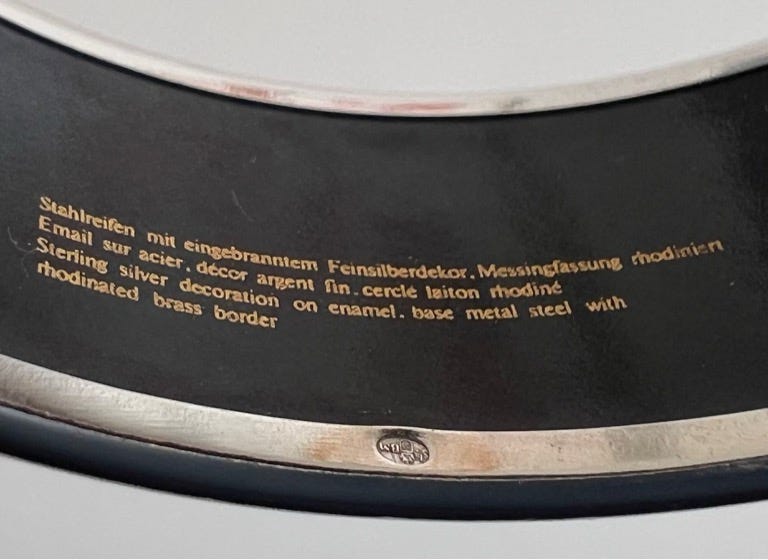 Stahlreifen mit eingebranntem Feinsilberdekor. Messingfassung rhodiniert
Email sur acier. décor argent fin. cerclé laiton rhodiné
Sterling silver decoration on enamel. base metal steel with
rhodinated brass border